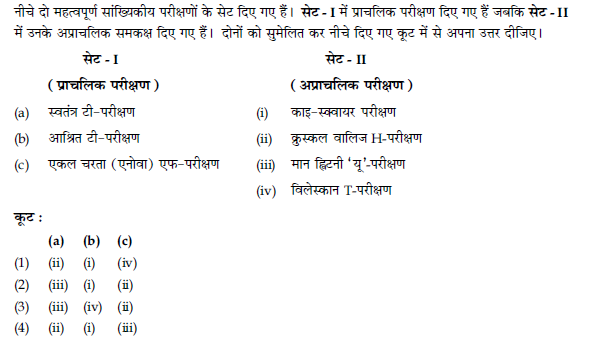 नीचे दो महत्वपूर्ण सांख्यिकीय परीक्षणों के सेट दिए गए हैं। सेट - I में प्राचलिक परीक्षण दिए गए हैं जबकि सेट - II
में उनके अप्राचलिक समकक्ष दिए गए हैं। दोनों को सुमेलित कर नीचे दिए गए कूट में से अपना उत्तर दीजिए।
सेट - I सेट - II
( प्राचलिक परीक्षण ) ( अप्राचलिक परीक्षण )
(a) स्वतंत्र टी-परीक्षण (i) काइ-स्क्वायर परीक्षण
(b) आश्रित टी-परीक्षण (ii) क्रुस्कल वालिज H-परीक्षण
(c) एकल चरता (एनोवा) एफ-परीक्षण (iii) मान ह्विटनी 'यू'-परीक्षण
(iv) विलेस्कान T-परीक्षण
कूट :
(a) (b) (c)
(1) (ii) (i) (iv)
(2) (iii) (i) (ii)
(3) (iii) (iv) (ii)
(4) (ii) (i) (iii)